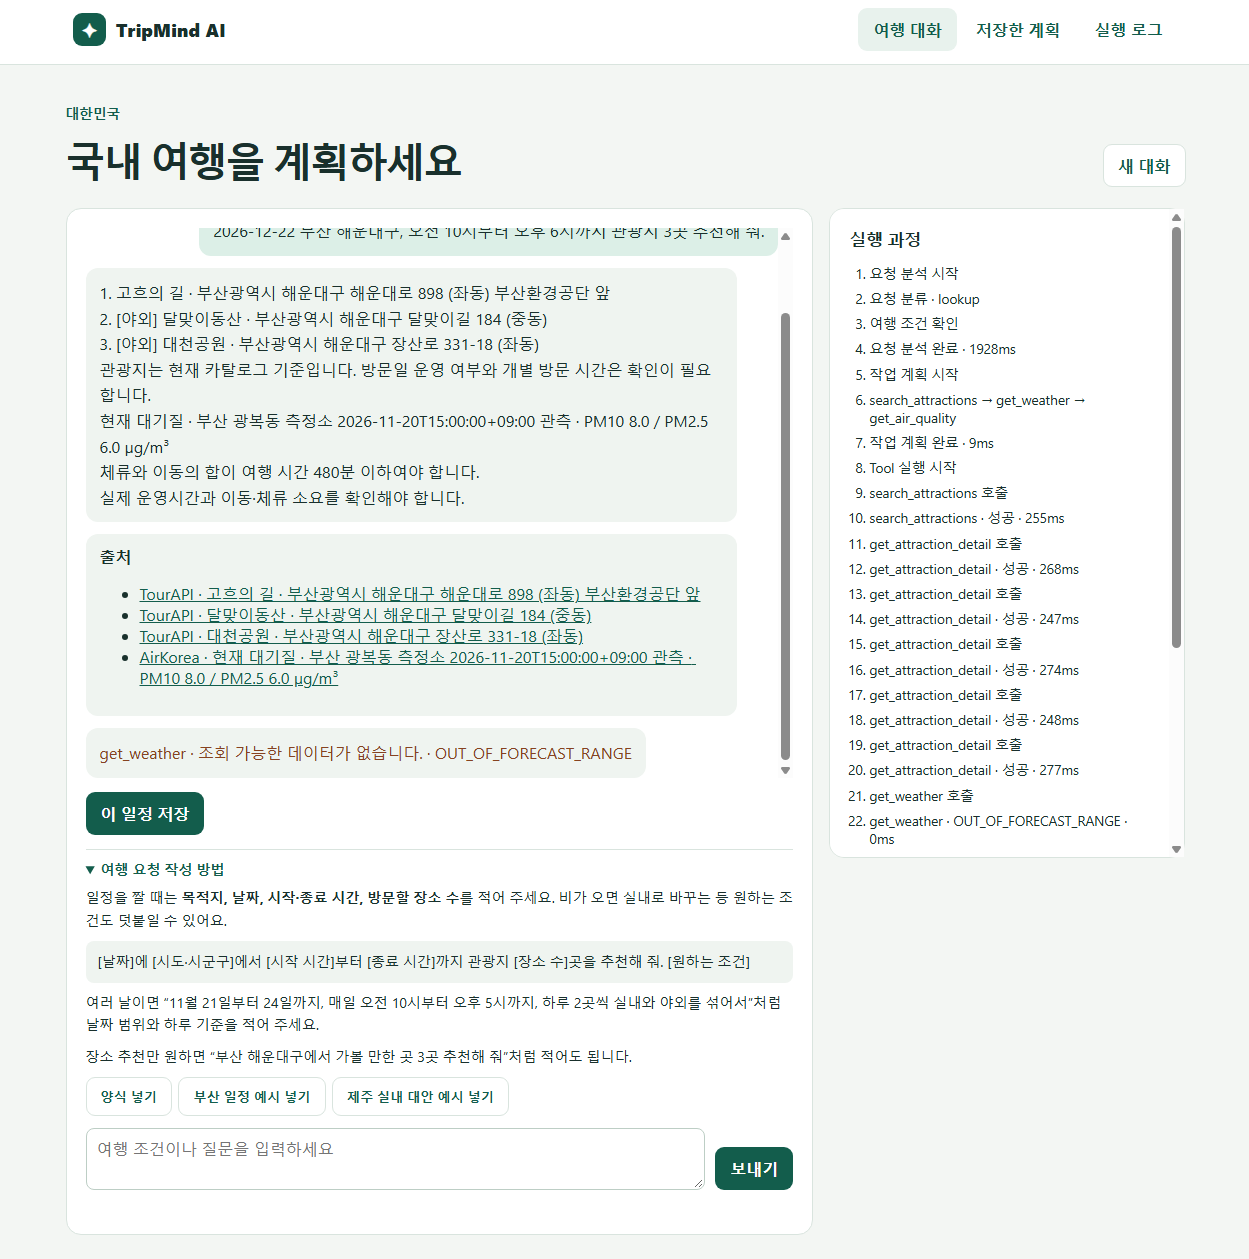 TripMind AI
여행 대화
저장한 계획
실행 로그
대한민국
국내 여행을 계획하세요
새 대화
2026-12-22 부산 해운대구, 오전 10시부터 오후 6시까지 관광지 3곳 추천해 줘.
1. 고흐의 길 · 부산광역시 해운대구 해운대로 898 (좌동) 부산환경공단 앞
2. [야외] 달맞이동산 · 부산광역시 해운대구 달맞이길 184 (중동)
3. [야외] 대천공원 · 부산광역시 해운대구 장산로 331-18 (좌동)
관광지는 현재 카탈로그 기준입니다. 방문일 운영 여부와 개별 방문 시간은 확인이 필요
합니다.
현재 대기질 · 부산 광복동 측정소 2026-11-20T15:00:00+09:00 관측 · PM10 8.0 / PM2.5
6.0 μg/m³
체류와 이동의 합이 여행 시간 480분 이하여야 합니다.
실제 운영시간과 이동·체류 소요를 확인해야 합니다.
출처
TourAPI · 고흐의 길 · 부산광역시 해운대구 해운대로 898 (좌동) 부산환경공단 앞
TourAPI · 달맞이동산 · 부산광역시 해운대구 달맞이길 184 (중동)
TourAPI · 대천공원 · 부산광역시 해운대구 장산로 331-18 (좌동)
AirKorea · 현재 대기질 · 부산 광복동 측정소 2026-11-20T15:00:00+09:00 관측 ·
PM10 8.0 / PM2.5 6.0 μg/m³
get_weather · 조회 가능한 데이터가 없습니다. · OUT_OF_FORECAST_RANGE
이 일정 저장
▼ 여행 요청 작성 방법
일정을 짤 때는 목적지, 날짜, 시작·종료 시간, 방문할 장소 수를 적어 주세요. 비가 오면 실내로 바꾸는 등 원하는 조
건도 덧붙일 수 있어요.
[날짜]에 [시도·시군구]에서 [시작 시간]부터 [종료 시간]까지 관광지 [장소 수]곳을 추천해 줘. [원하는 조건]
여러 날이면 “11월 21일부터 24일까지, 매일 오전 10시부터 오후 5시까지, 하루 2곳씩 실내와 야외를 섞어서”처럼
날짜 범위와 하루 기준을 적어 주세요.
장소 추천만 원하면 “부산 해운대구에서 가볼 만한 곳 3곳 추천해 줘”처럼 적어도 됩니다.
양식 넣기
부산 일정 예시 넣기
제주 실내 대안 예시 넣기
여행 조건이나 질문을 입력하세요
보내기
실행 과정
1. 요청 분석 시작
2. 요청 분류 · lookup
3. 여행 조건 확인
4. 요청 분석 완료 · 1928ms
5. 작업 계획 시작
6. search_attractions → get_weather →
get_air_quality
7. 작업 계획 완료 · 9ms
8. Tool 실행 시작
9. search_attractions 호출
10. search_attractions · 성공 · 255ms
11. get_attraction_detail 호출
12. get_attraction_detail · 성공 · 268ms
13. get_attraction_detail 호출
14. get_attraction_detail · 성공 · 247ms
15. get_attraction_detail 호출
16. get_attraction_detail · 성공 · 274ms
17. get_attraction_detail 호출
18. get_attraction_detail · 성공 · 248ms
19. get_attraction_detail 호출
20. get_attraction_detail · 성공 · 277ms
21. get_weather 호출
22. get_weather · OUT_OF_FORECAST_RANGE ·
0ms